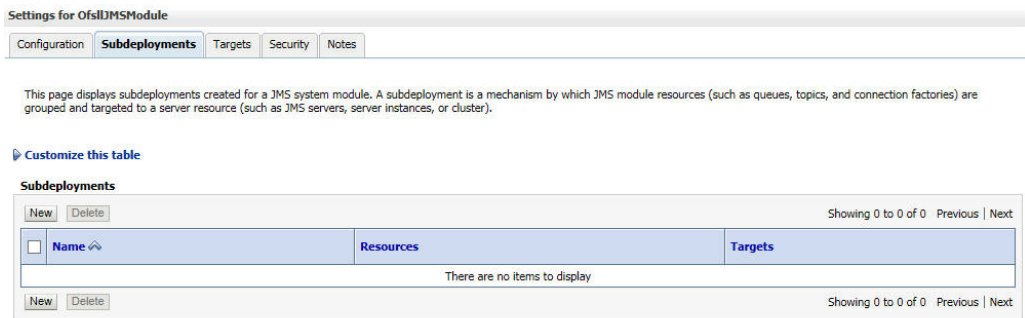 Settings for OfsllJMSModule
Configuration Subdeployments Targets Security Notes
This page displays subdeployments created for a JMS system module. A subdeployment is a mechanism by which JMS module resources (such as queues, topics, and connection factories) are
grouped and targeted to a server resource (such as JMS servers, server instances, or cluster).
Customize this table
Subdeployments
New Delete Showing 0 to 0 of 0 Previous | Next
Name Resources Targets
There are no items to display
New Delete Showing 0 to 0 of 0 Previous | Next